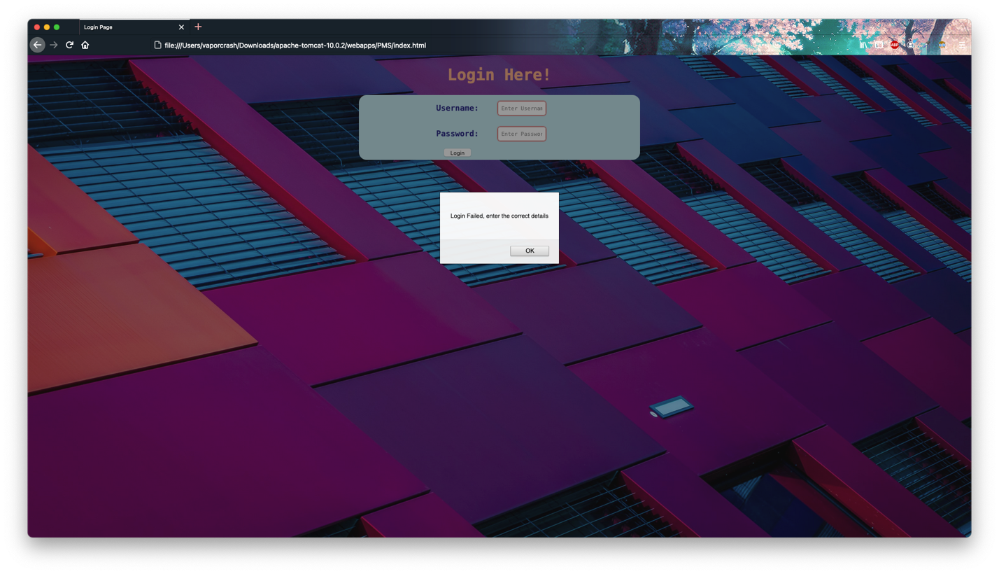 Login Page
file:///Users/vaporcrash/Downloads/apache-tomcat-10.0.2/webapps/PMS/index.html
ABP
Login Here!
Username: Enter Usernam
Password: Enter Passwor
Login
Login Failed, enter the correct details
OK